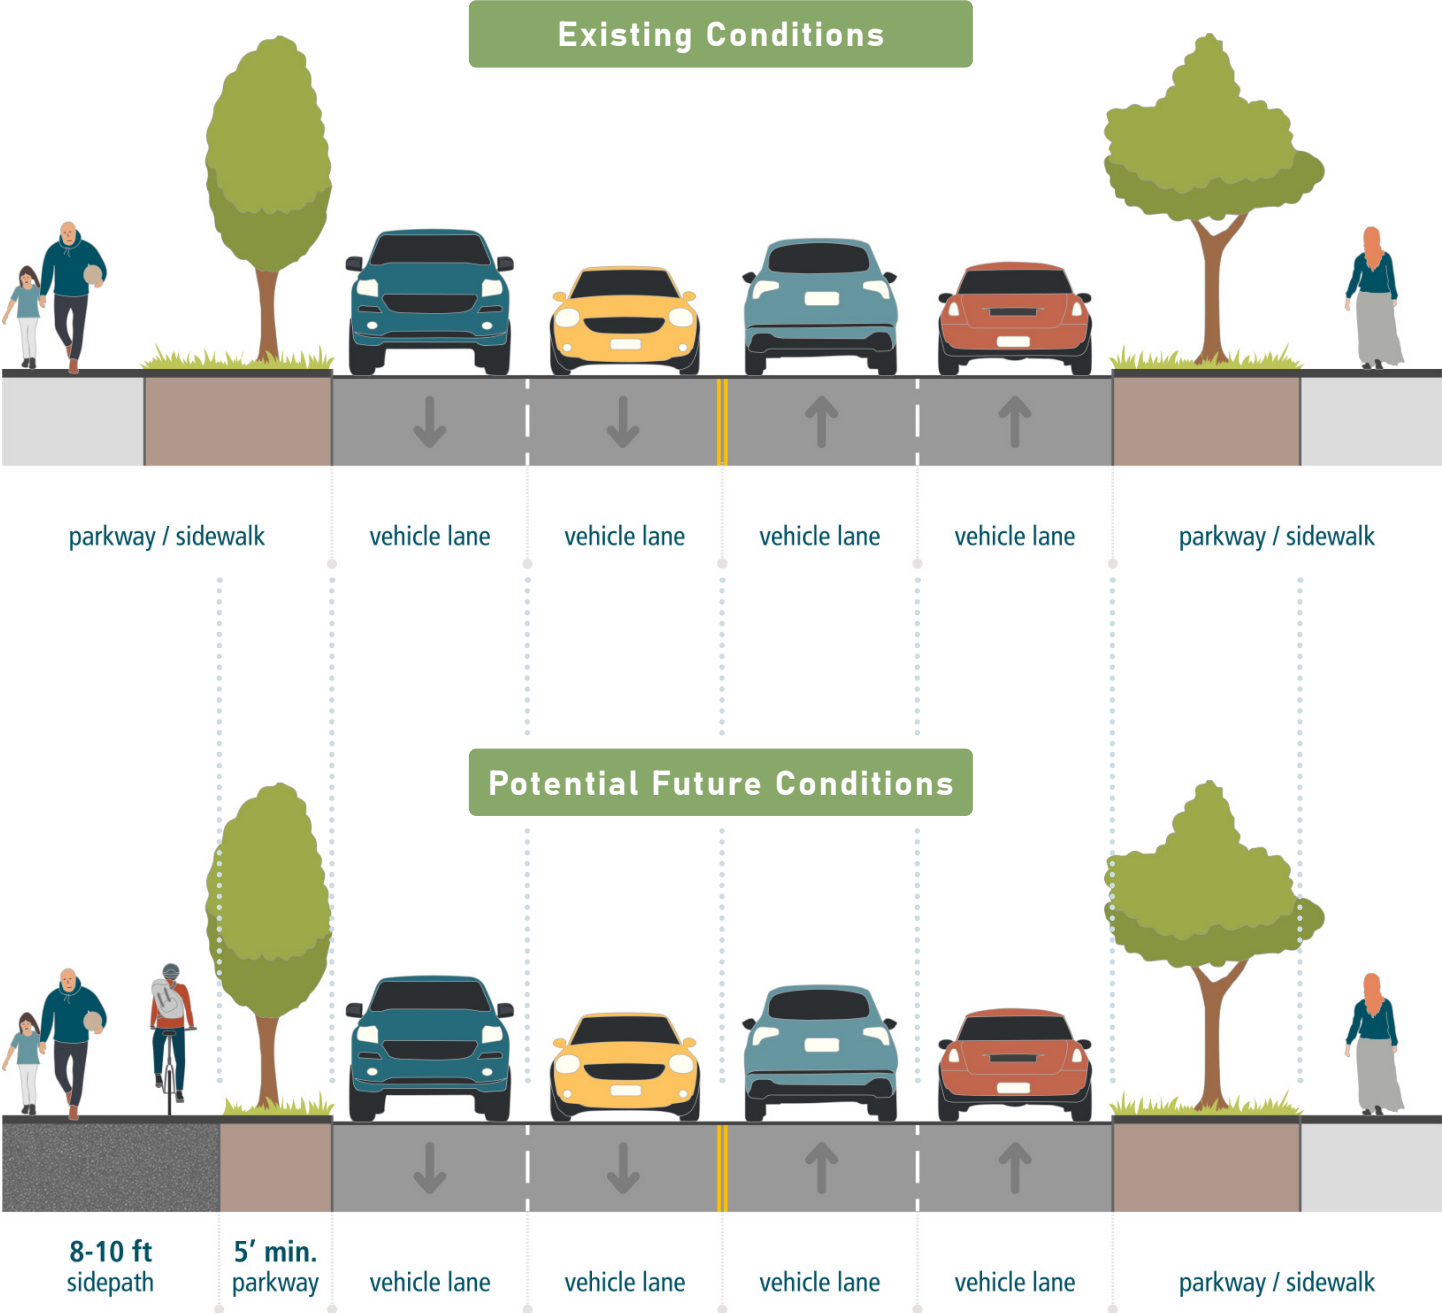 Existing Conditions
parkway / sidewalk
vehicle lane
vehicle lane
vehicle lane
vehicle lane
parkway / sidewalk
Potential Future Conditions
8-10 ft
sidepath
5’ min.
parkway
vehicle lane
vehicle lane
vehicle lane
vehicle lane
parkway / sidewalk